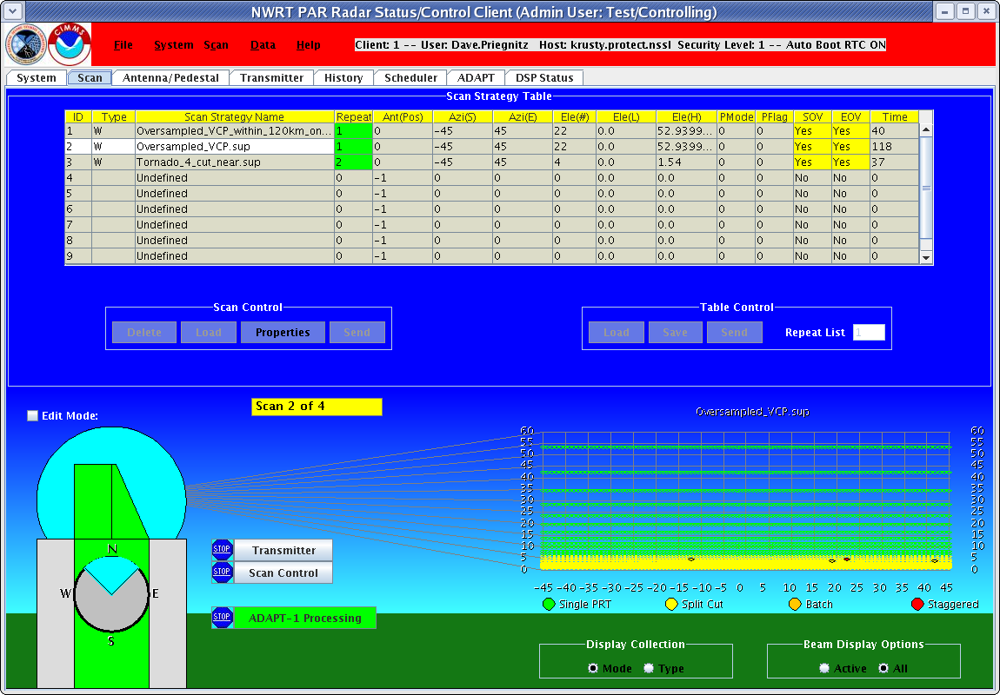 NWRT PAR Radar Status/Control Client (Admin User: Test/Controlling)
CIMMS
File System Scan Data Help Client: 1 -- User: Dave.Priegnitz Host: krusty.protect.nssl Security Level: 1 -- Auto Boot RTC ON
System Scan Antenna/Pedestal Transmitter History Scheduler ADAPT DSP Status
Scan Strategy Table
ID Type Scan Strategy Name Repeat Ant(Pos) Azi(S) Azi(E) Ele(#) Ele(L) Ele(H) PMode PFlag SOV EOV Time
1 W Oversampled_VCP_within_120km_on... 1 0 -45 45 22 0.0 52.9399... 0 0 Yes Yes 40
2 W Oversampled_VCP.sup 1 0 -45 45 22 0.0 52.9399... 0 0 Yes Yes 118
3 W Tornado_4_cut_near.sup 2 0 -45 45 4 0.0 1.54 0 0 Yes Yes 37
4 Undefined 0 -1 0 0 0 0.0 0.0 0 0 No No 0
5 Undefined 0 -1 0 0 0 0.0 0.0 0 0 No No 0
6 Undefined 0 -1 0 0 0 0.0 0.0 0 0 No No 0
7 Undefined 0 -1 0 0 0 0.0 0.0 0 0 No No 0
8 Undefined 0 -1 0 0 0 0.0 0.0 0 0 No No 0
9 Undefined 0 -1 0 0 0 0.0 0.0 0 0 No No 0
Scan Control Table Control
Delete Load Properties Send Load Save Send Repeat List 1
Scan 2 of 4
Edit Mode:
Oversampled_VCP.sup
60 60
55 55
50 50
45 45
40 40
35 35
30 30
25 25
20 20
15 15
10 10
5 5
0 0
-45 -40 -35 -30 -25 -20 -15 -10 -5 0 5 10 15 20 25 30 35 40 45
Single PRT Split Cut Batch Staggered
N
W E
S
STOP Transmitter
STOP Scan Control
STOP ADAPT-1 Processing
Display Collection Beam Display Options
Mode Type Active All